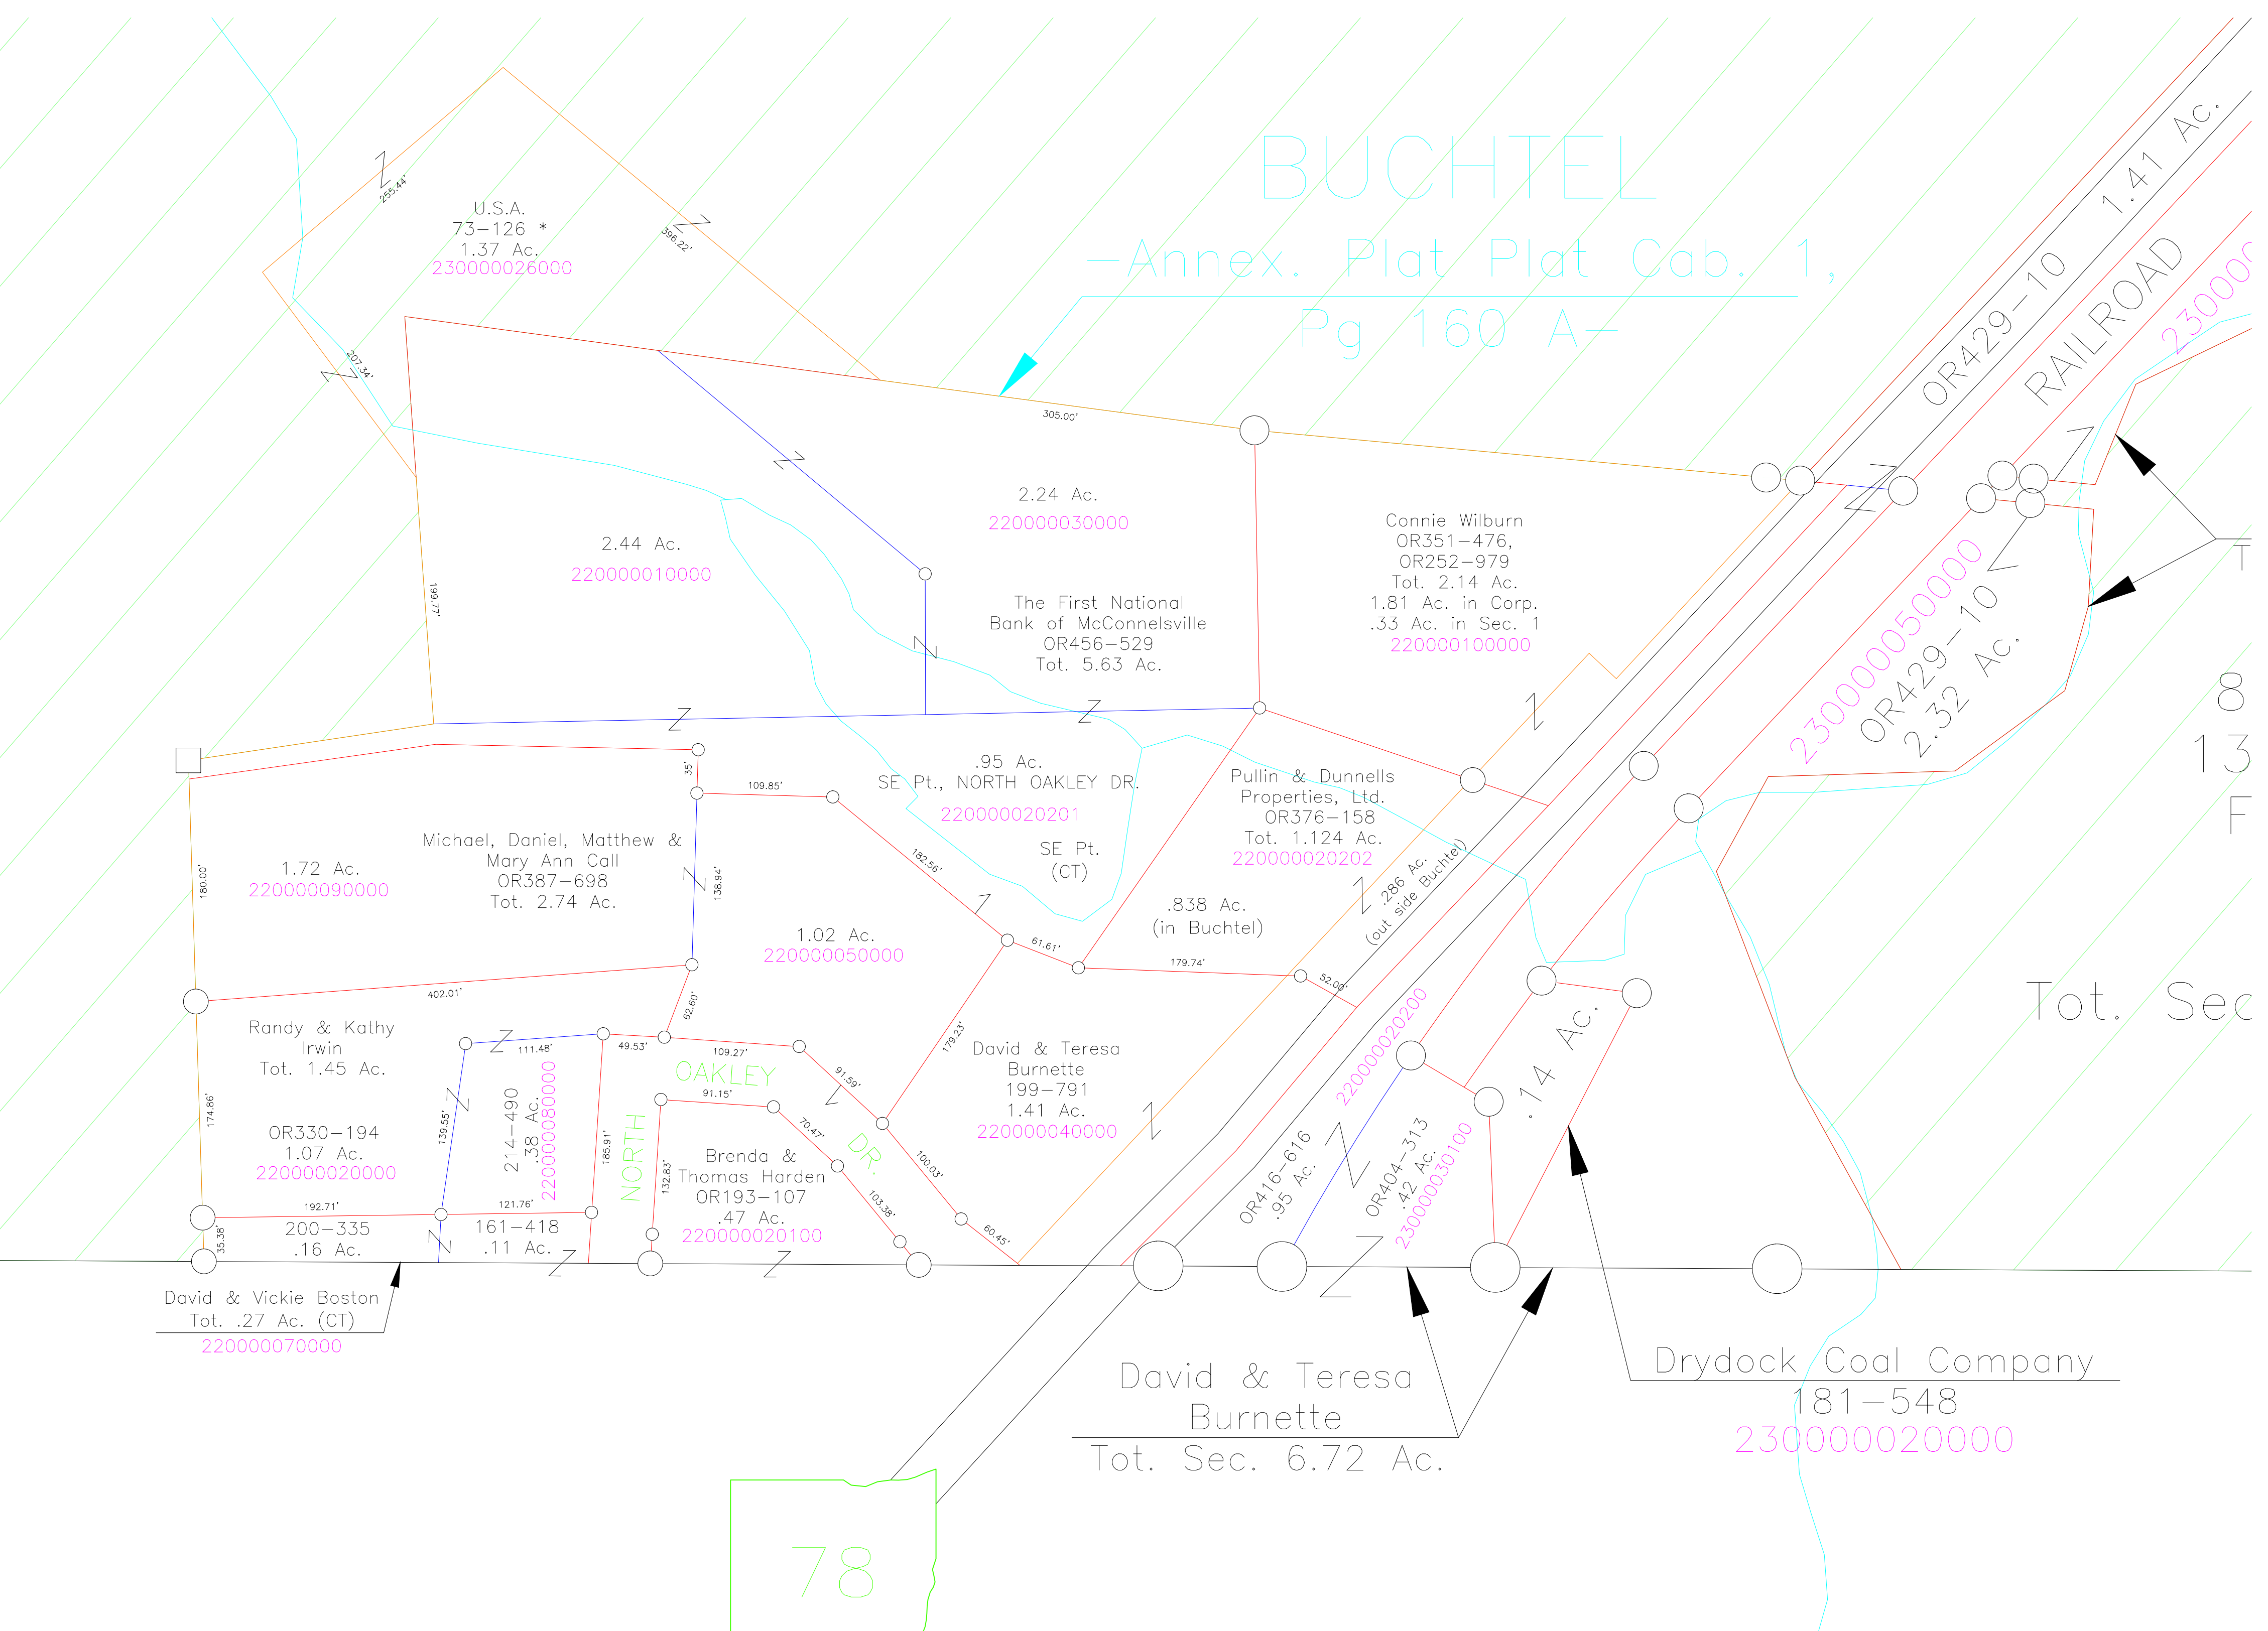 BUCHTEL
-Annex. Plat Plat Cab. 1,
Pg 160 A-
255.44'
U.S.A.
73-126 *
1.37 Ac.
230000026000
396.22'
207.34'
305.00'
OR429-10 1.41 Ac.
RAILROAD
2.44 Ac.
220000010000
199.77'
2.24 Ac.
220000030000
The First National
Bank of McConnelsville
OR456-529
Tot. 5.63 Ac.
Connie Wilburn
OR351-476,
OR252-979
Tot. 2.14 Ac.
1.81 Ac. in Corp.
.33 Ac. in Sec. 1
220000100000
230000050000
OR429-10
2.32 Ac.
8
13
Tot. Sec
.95 Ac.
SE Pt., NORTH OAKLEY DR.
220000020201
SE Pt.
(CT)
Pullin & Dunnells
Properties, Ltd.
OR376-158
Tot. 1.124 Ac.
220000020202
.838 Ac.
(in Buchtel)
.286 Ac.
(out side Buchtel)
35'
109.85'
182.56'
61.61'
179.74'
52.00'
180.00'
1.72 Ac.
220000090000
Michael, Daniel, Matthew &
Mary Ann Call
OR387-698
Tot. 2.74 Ac.
138.94'
1.02 Ac.
220000050000
402.01'
62.60'
Randy & Kathy
Irwin
Tot. 1.45 Ac.
OR330-194
1.07 Ac.
220000020000
174.86'
139.55'
111.48'
214-490
.38 Ac.
220000080000
185.91'
49.53'
109.27'
91.59'
179.23'
OAKLEY
NORTH
DR.
91.15'
70.47'
103.38'
132.83'
100.03'
60.45'
Brenda &
Thomas Harden
OR193-107
.47 Ac.
220000020100
David & Teresa
Burnette
199-791
1.41 Ac.
220000040000
220000020200
OR416-616
.95 Ac.
OR404-313
.42 Ac.
230000030100
.14 Ac.
192.71'
121.76'
35.38'
200-335
.16 Ac.
161-418
.11 Ac.
David & Vickie Boston
Tot. .27 Ac. (CT)
220000070000
David & Teresa
Burnette
Tot. Sec. 6.72 Ac.
Drydock Coal Company
181-548
230000020000
78